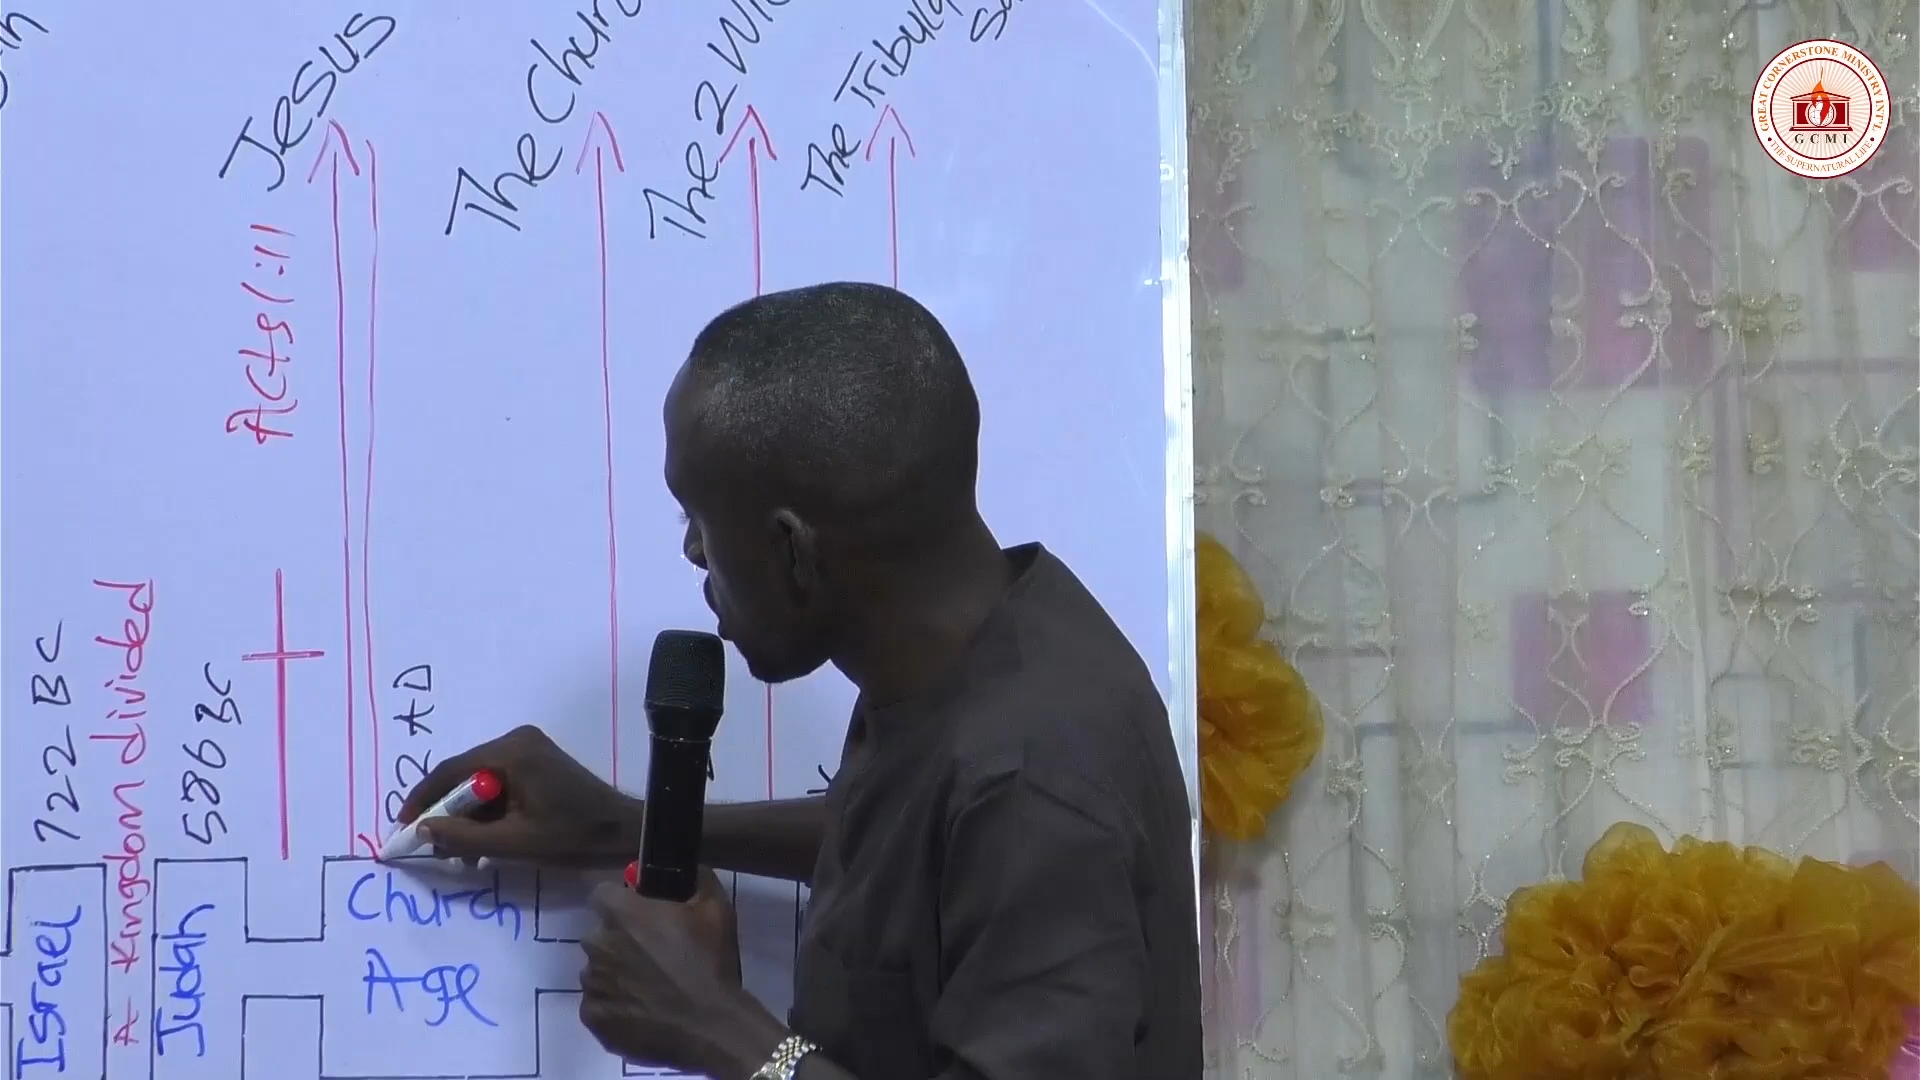 Jesus
The Church
The 2
The
Acts 1:11
722 BC
A Kingdom divided
586 BC
32 AD
Israel
Judah
Church
Age
GREAT CORNERSTONE MINISTRY INT'L
GCMI
THE SUPERNATURAL LIFE